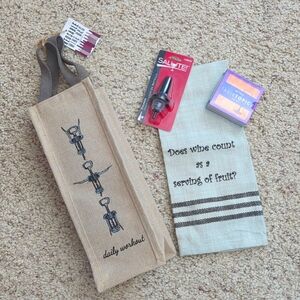 SALUTE!
Does wine count
as a
serving of fruit?
daily workout